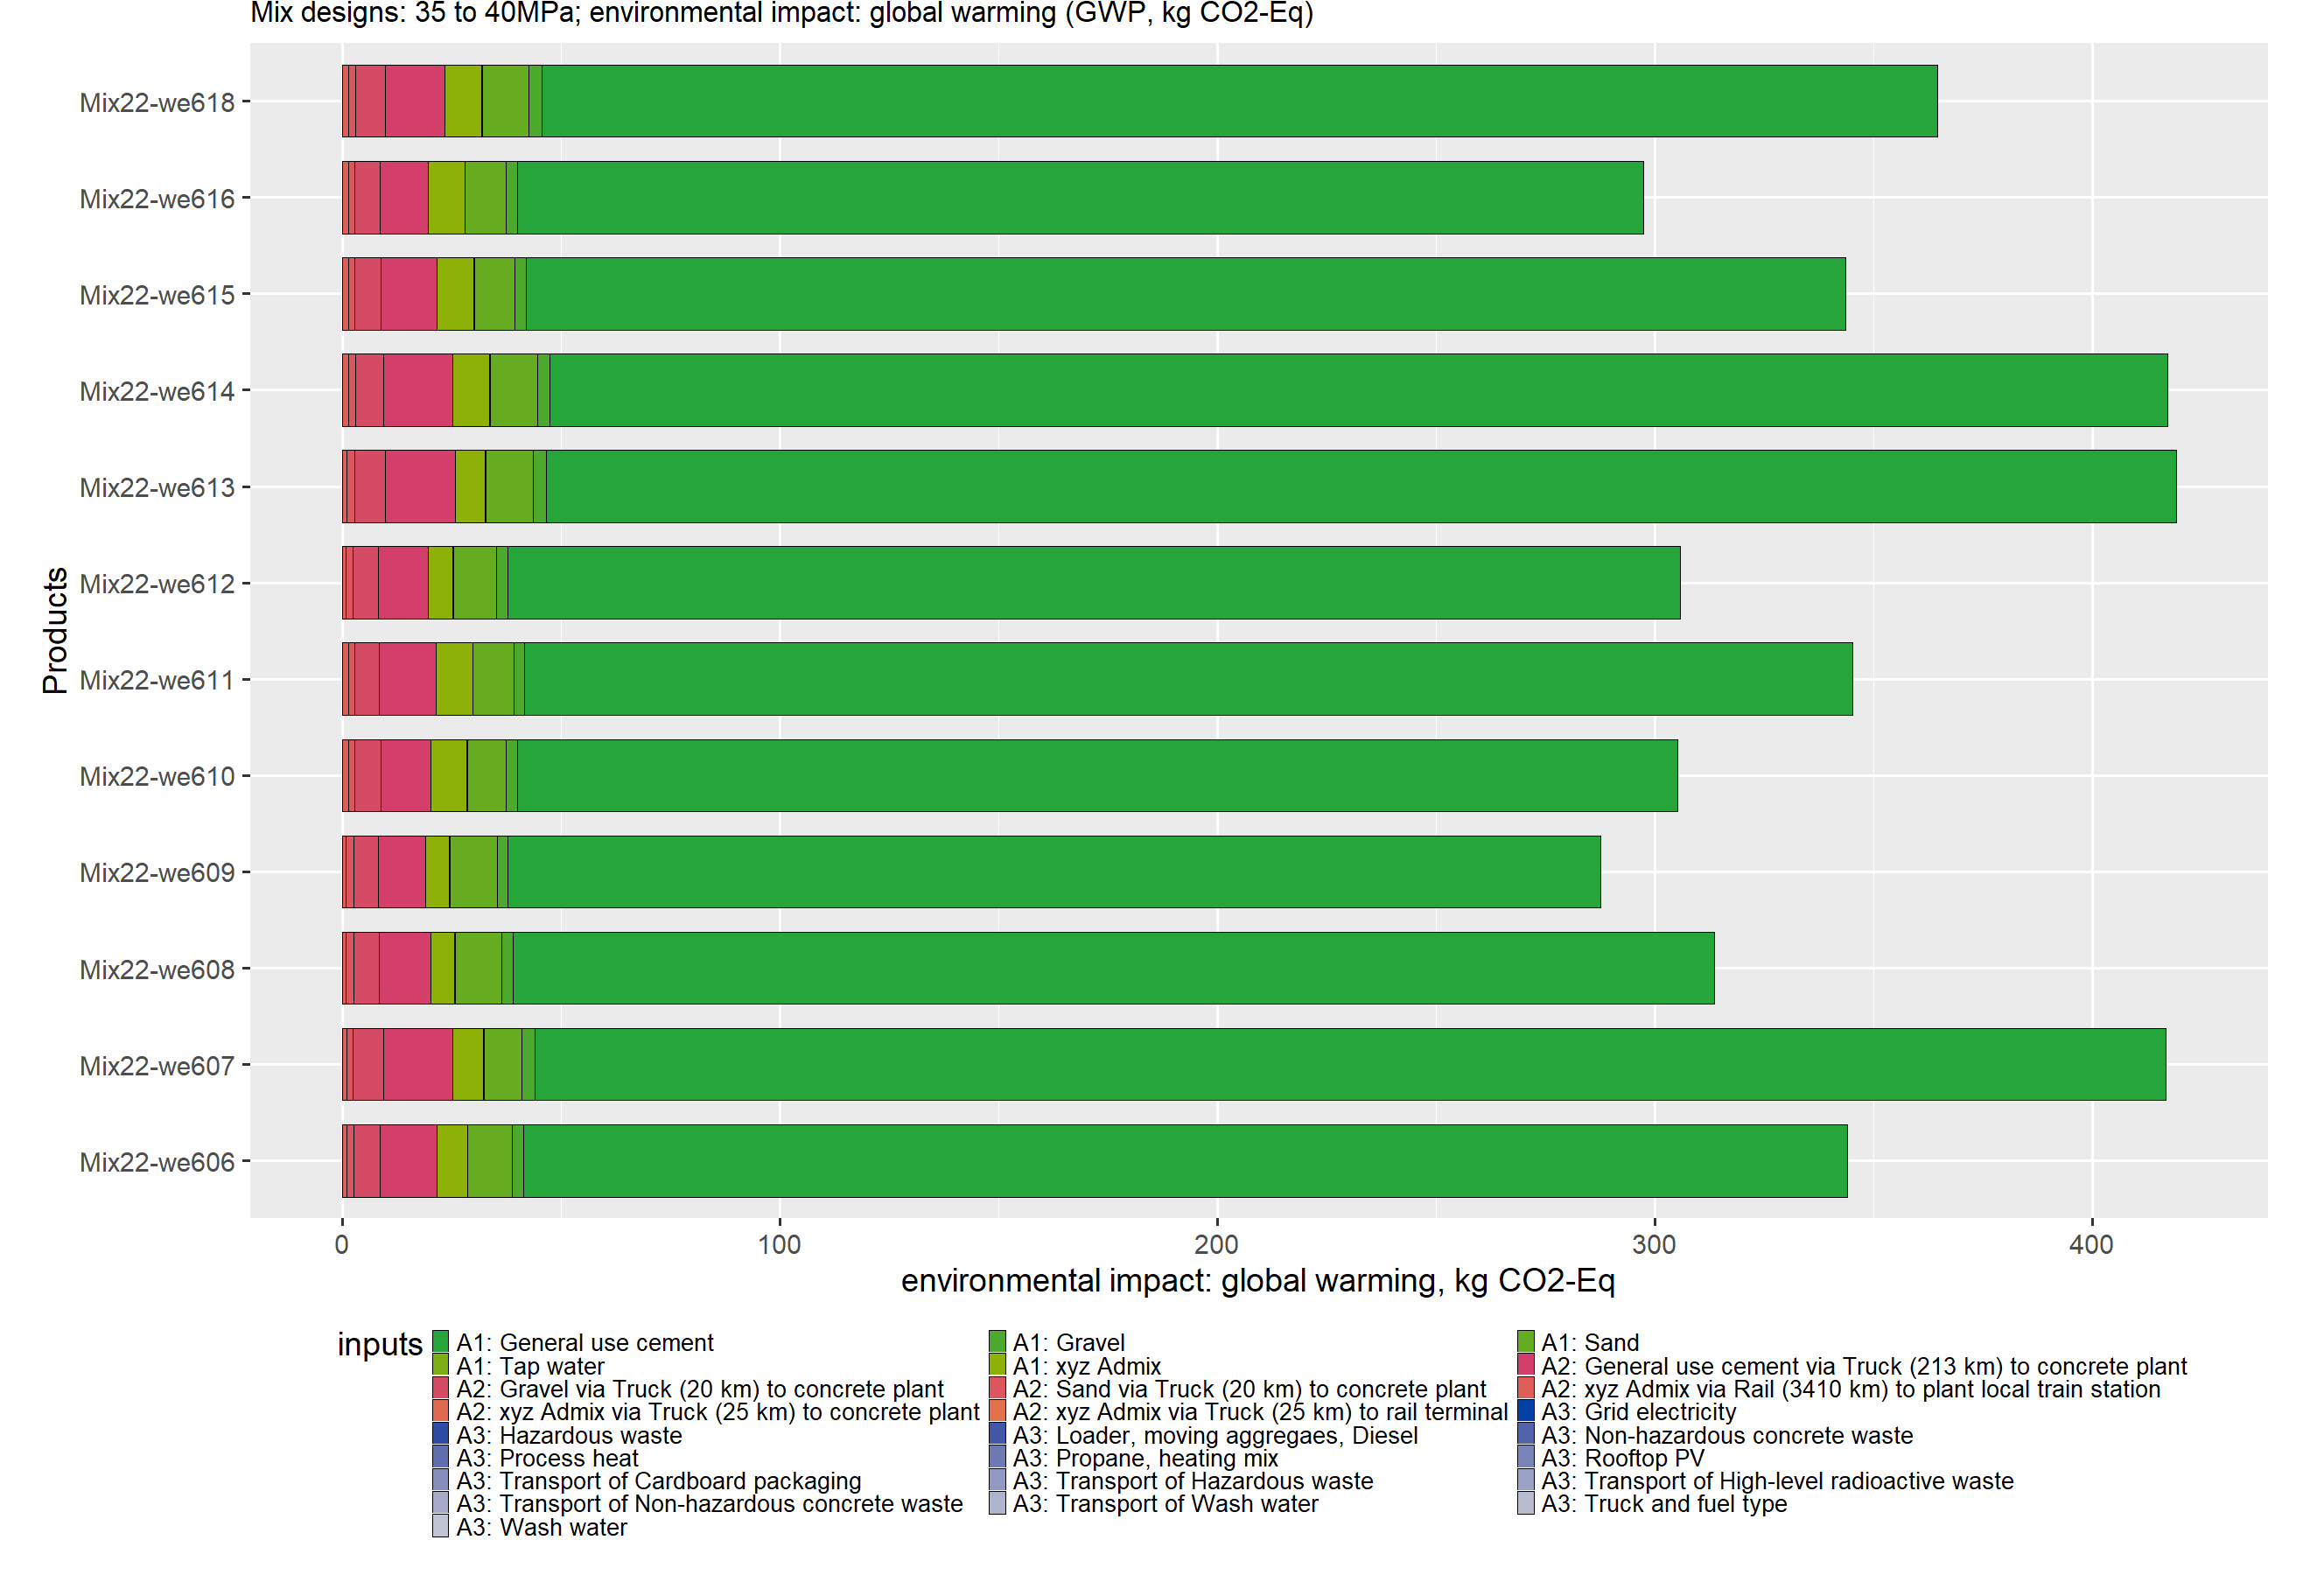 Mix designs: 35 to 40MPa; environmental impact: global warming (GWP, kg CO2-Eq)
Products
Mix22-we618
Mix22-we616
Mix22-we615
Mix22-we614
Mix22-we613
Mix22-we612
Mix22-we611
Mix22-we610
Mix22-we609
Mix22-we608
Mix22-we607
Mix22-we606
0 100 200 300 400
environmental impact: global warming, kg CO2-Eq
inputs
A1: General use cement A1: Gravel A1: Sand
A1: Tap water A1: xyz Admix A2: General use cement via Truck (213 km) to concrete plant
A2: Gravel via Truck (20 km) to concrete plant A2: Sand via Truck (20 km) to concrete plant A2: xyz Admix via Rail (3410 km) to plant local train station
A2: xyz Admix via Truck (25 km) to concrete plant A2: xyz Admix via Truck (25 km) to rail terminal A3: Grid electricity
A3: Hazardous waste A3: Loader, moving aggregaes, Diesel A3: Non-hazardous concrete waste
A3: Process heat A3: Propane, heating mix A3: Rooftop PV
A3: Transport of Cardboard packaging A3: Transport of Hazardous waste A3: Transport of High-level radioactive waste
A3: Transport of Non-hazardous concrete waste A3: Transport of Wash water A3: Truck and fuel type
A3: Wash water